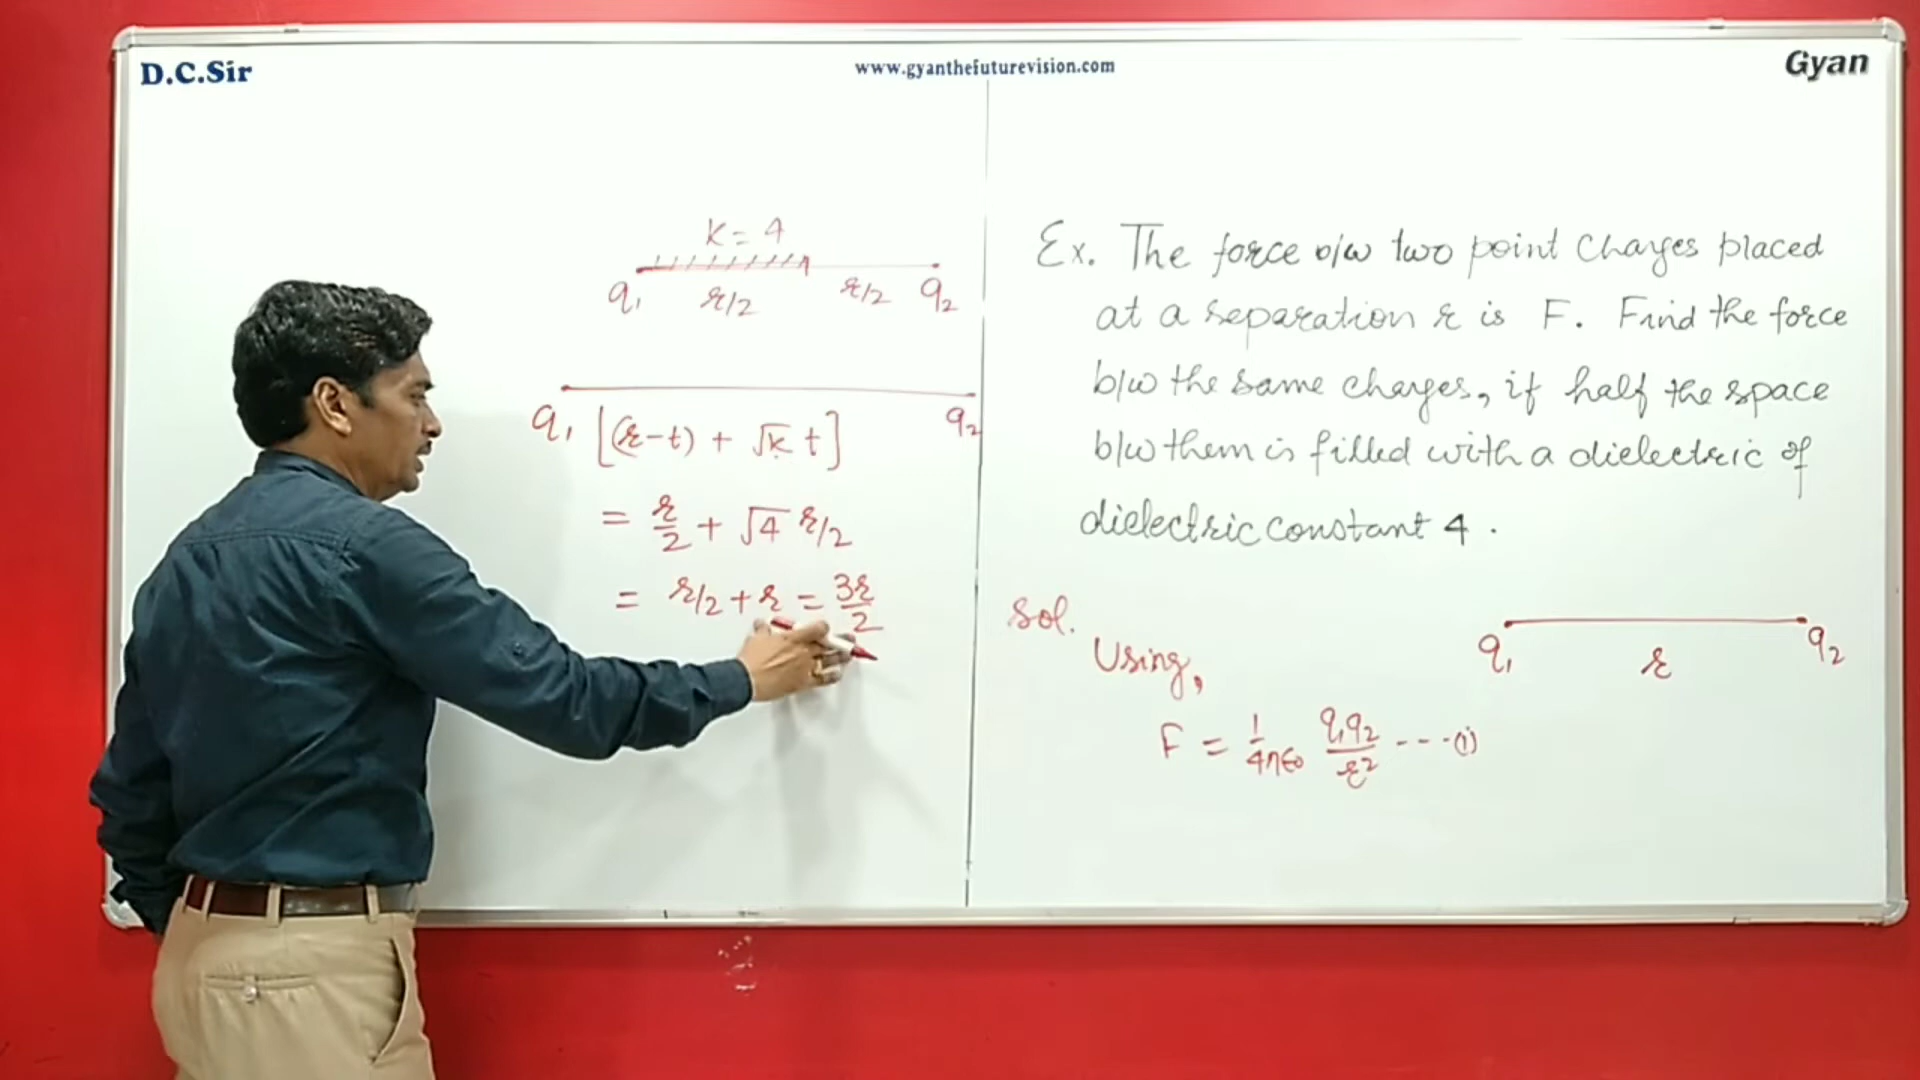 D.C.Sir
www.gyanthefuturevision.com
Gyan
K = 4
q₁ r/2 r/2 q₂
q₁ [(r-t) + √k t] q₂
= r/2 + √4 r/2
= r/2 + r = 3r/2
Ex. The force b/w two point charges placed
at a separation r is F. Find the force
b/w the same charges, if half the space
b/w them is filled with a dielectric of
dielectric constant 4.
Sol.
Using,
q₁ r q₂
F = 1/4π∈₀ q₁q₂/r² ---(i)